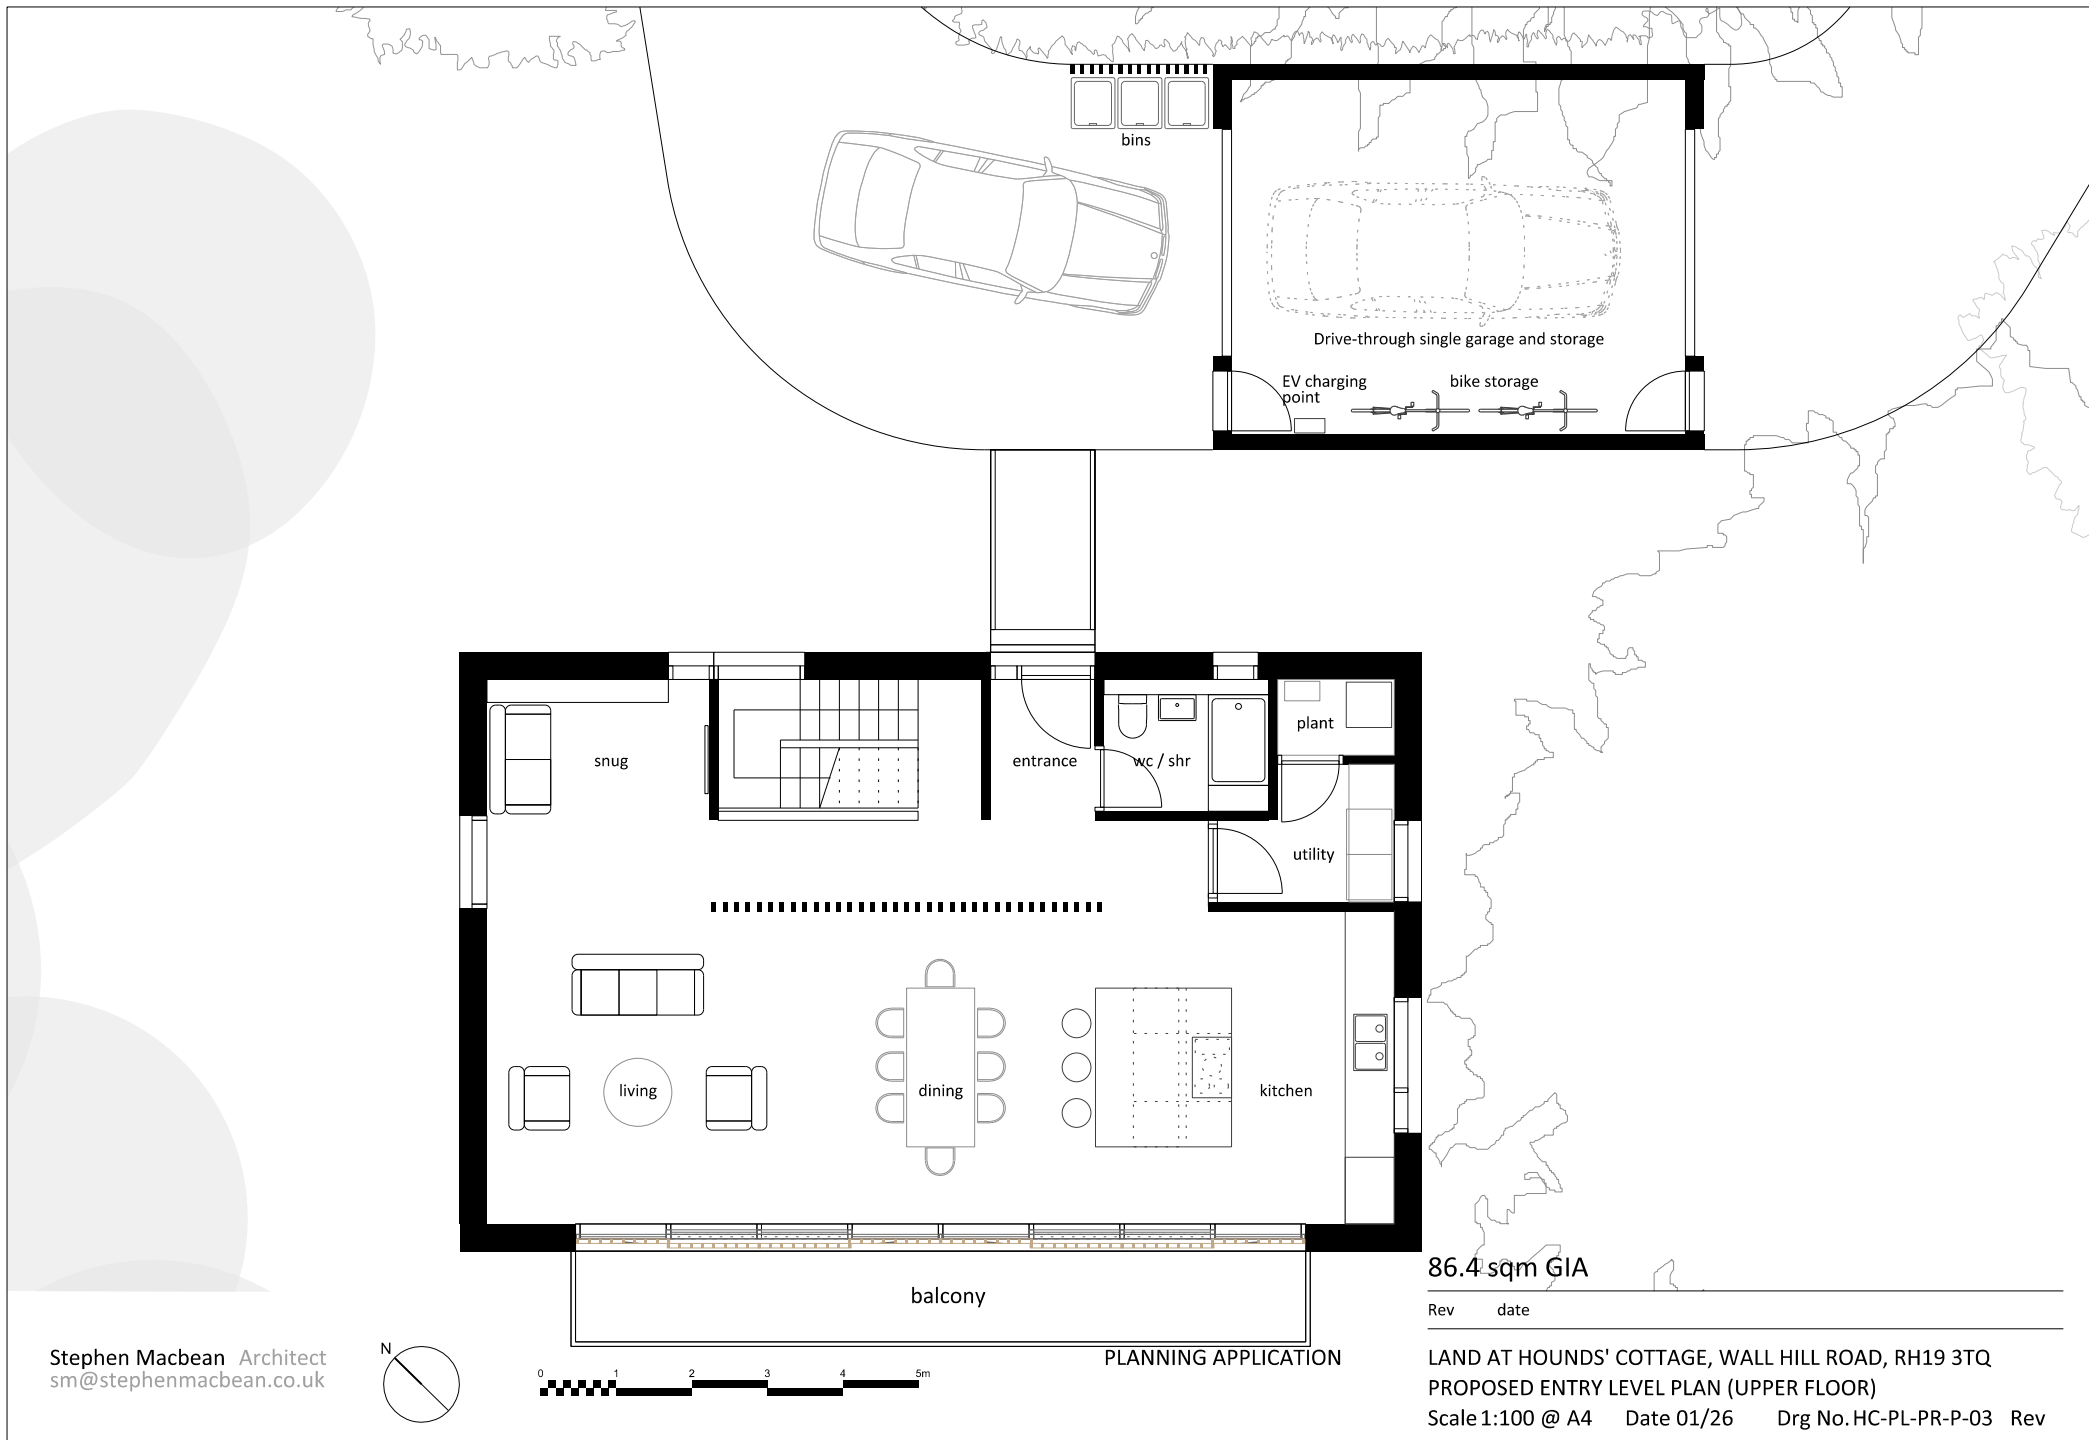 bins
Drive-through single garage and storage
EV charging
point
bike storage
snug
entrance
wc / shr
plant
utility
living
dining
kitchen
balcony
86.4 sqm GIA
Rev date
Stephen Macbean Architect
sm@stephenmacbean.co.uk
N
0 1 2 3 4 5m
PLANNING APPLICATION
LAND AT HOUNDS' COTTAGE, WALL HILL ROAD, RH19 3TQ
PROPOSED ENTRY LEVEL PLAN (UPPER FLOOR)
Scale 1:100 @ A4 Date 01/26 Drg No. HC-PL-PR-P-03 Rev